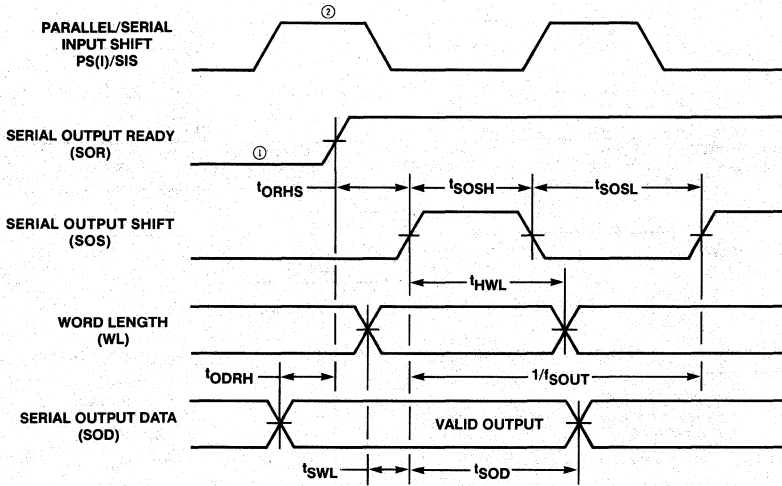 ②
PARALLEL/SERIAL
INPUT SHIFT
PS(I)/SIS
SERIAL OUTPUT READY
(SOR)
①
tORHS
tSOSH
tSOSL
SERIAL OUTPUT SHIFT
(SOS)
tHWL
WORD LENGTH
(WL)
tODRH
1/fSOUT
SERIAL OUTPUT DATA
(SOD)
VALID OUTPUT
tSWL
tSOD